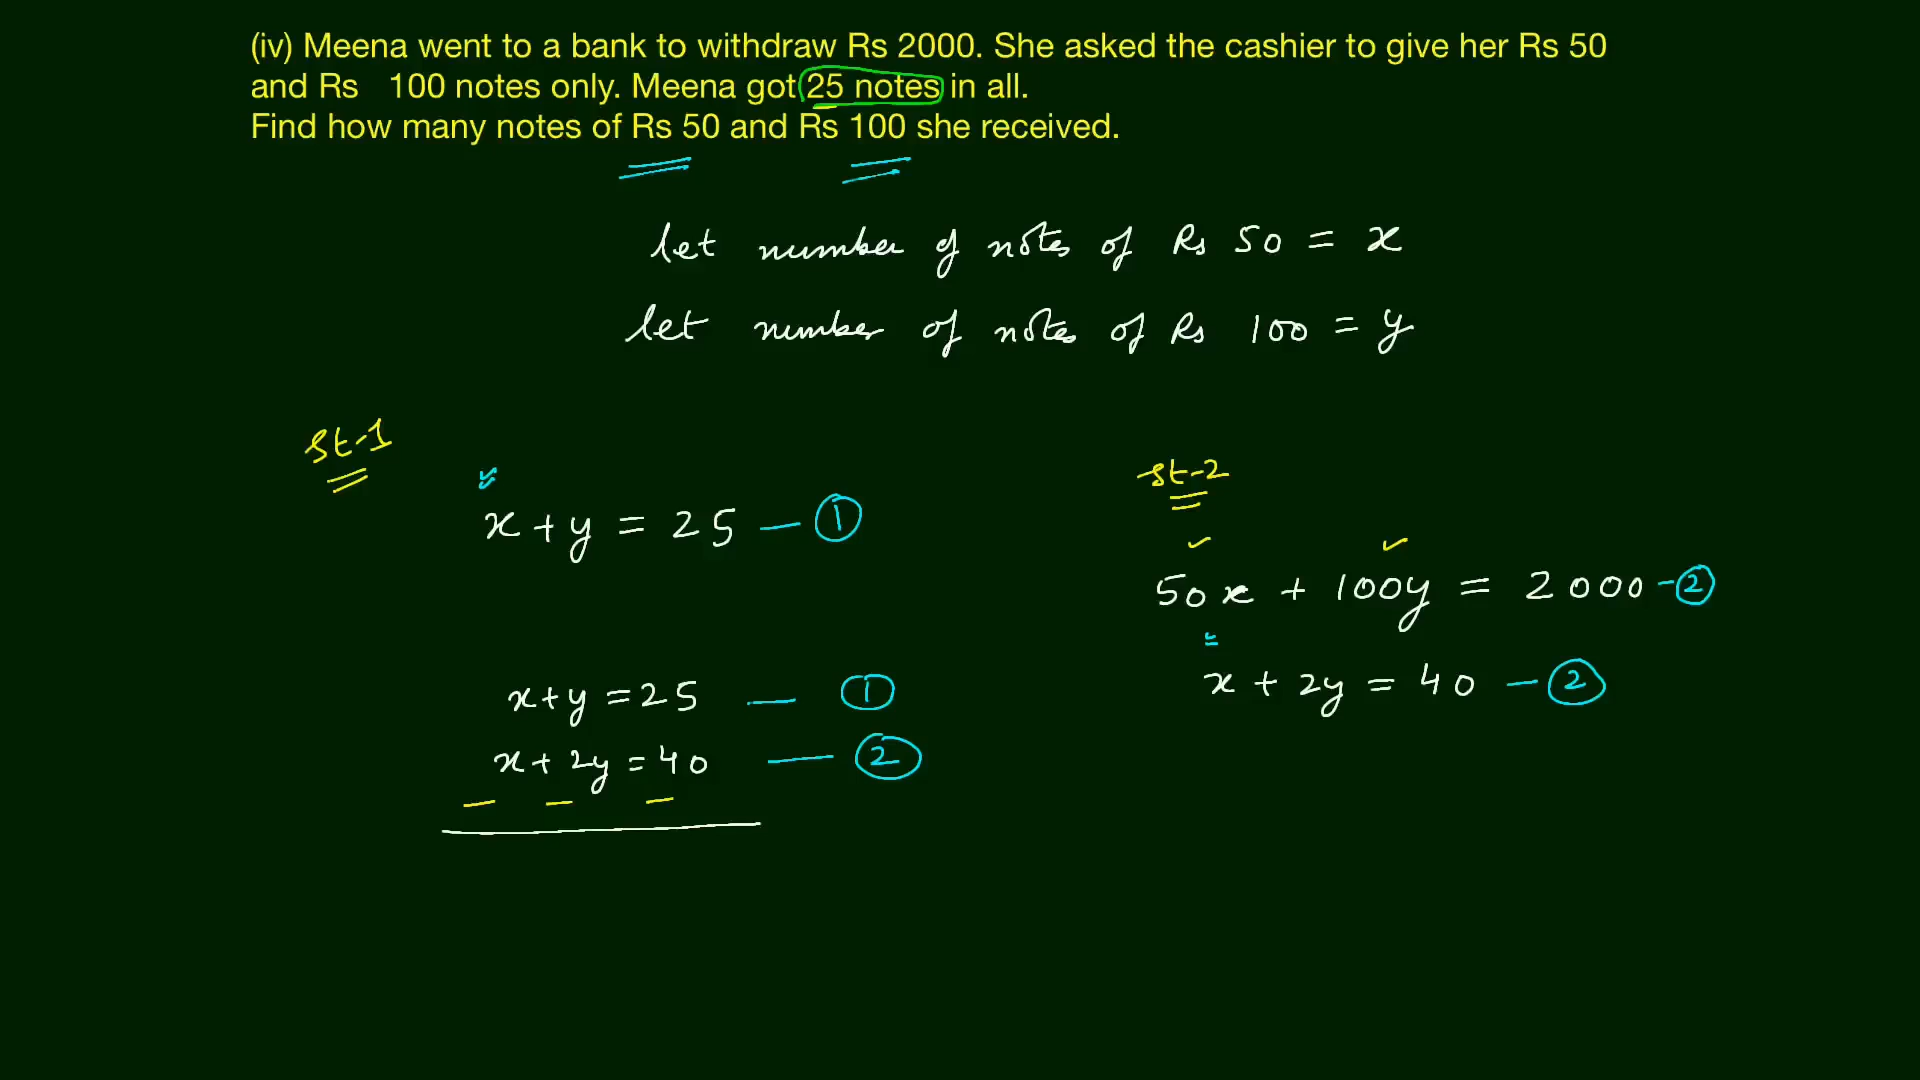 (iv) Meena went to a bank to withdraw Rs 2000. She asked the cashier to give her Rs 50
and Rs 100 notes only. Meena got 25 notes in all.
Find how many notes of Rs 50 and Rs 100 she received.
let number of notes of Rs 50 = x
let number of notes of Rs 100 = y
St-1
x + y = 25 — ①
St-2
50x + 100y = 2000 - ②
x + 2y = 40 — ②
x + y = 25 — ①
x + 2y = 40 — ②
— — —